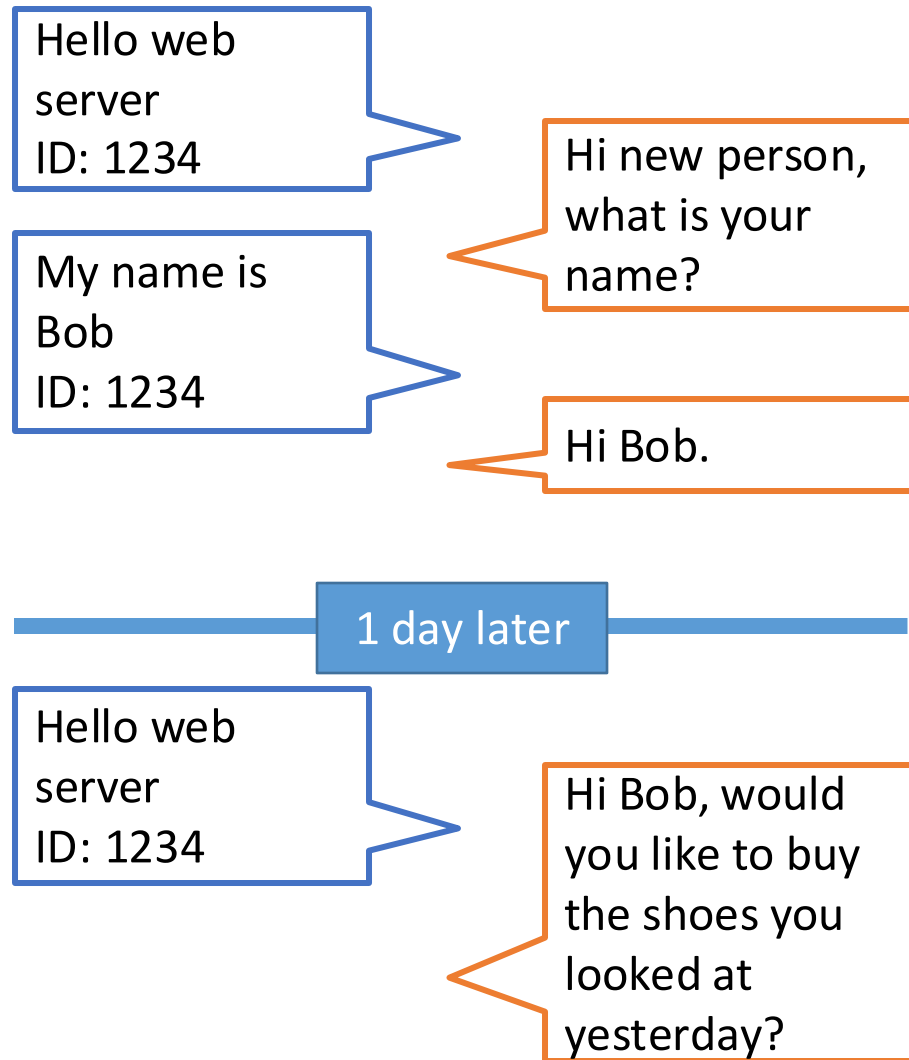 Hello web
server
ID: 1234
Hi new person,
what is your
name?
My name is
Bob
ID: 1234
Hi Bob.
1 day later
Hello web
server
ID: 1234
Hi Bob, would
you like to buy
the shoes you
looked at
yesterday?